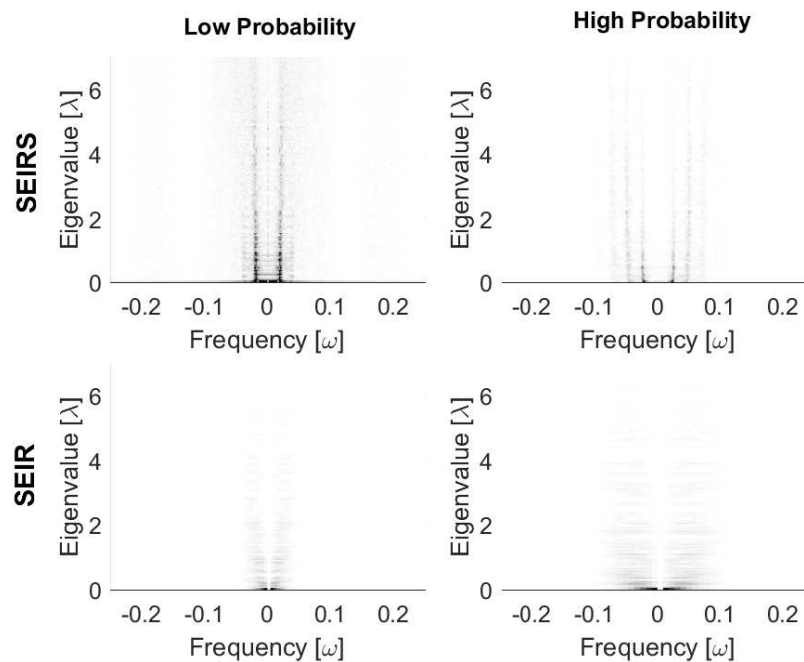 Low Probability
High Probability
SEIRS
Eigenvalue [λ]
6
4
2
0
-0.2 -0.1 0 0.1 0.2
Frequency [ω]
Eigenvalue [λ]
6
4
2
0
-0.2 -0.1 0 0.1 0.2
Frequency [ω]
SEIR
Eigenvalue [λ]
6
4
2
0
-0.2 -0.1 0 0.1 0.2
Frequency [ω]
Eigenvalue [λ]
6
4
2
0
-0.2 -0.1 0 0.1 0.2
Frequency [ω]